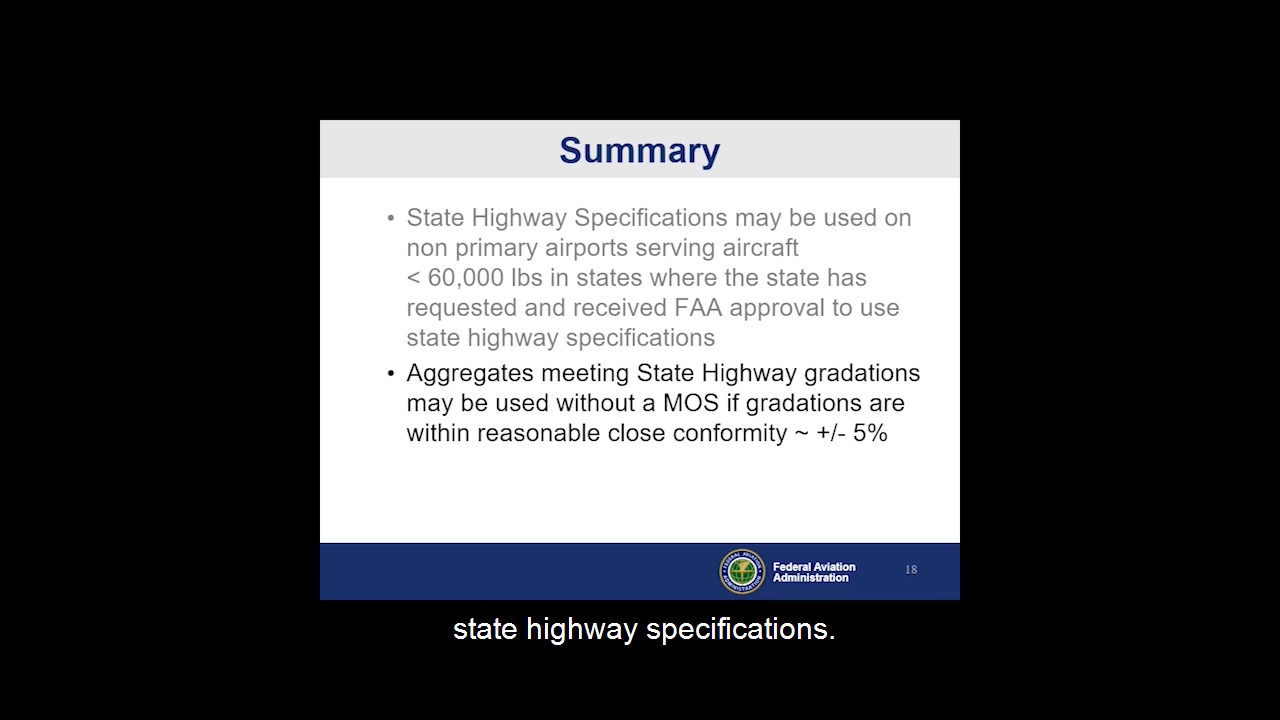 Summary
• State Highway Specifications may be used on
non primary airports serving aircraft
< 60,000 lbs in states where the state has
requested and received FAA approval to use
state highway specifications
• Aggregates meeting State Highway gradations
may be used without a MOS if gradations are
within reasonable close conformity ~ +/- 5%
FEDERAL AVIATION
ADMINISTRATION
Federal Aviation
Administration
18
state highway specifications.